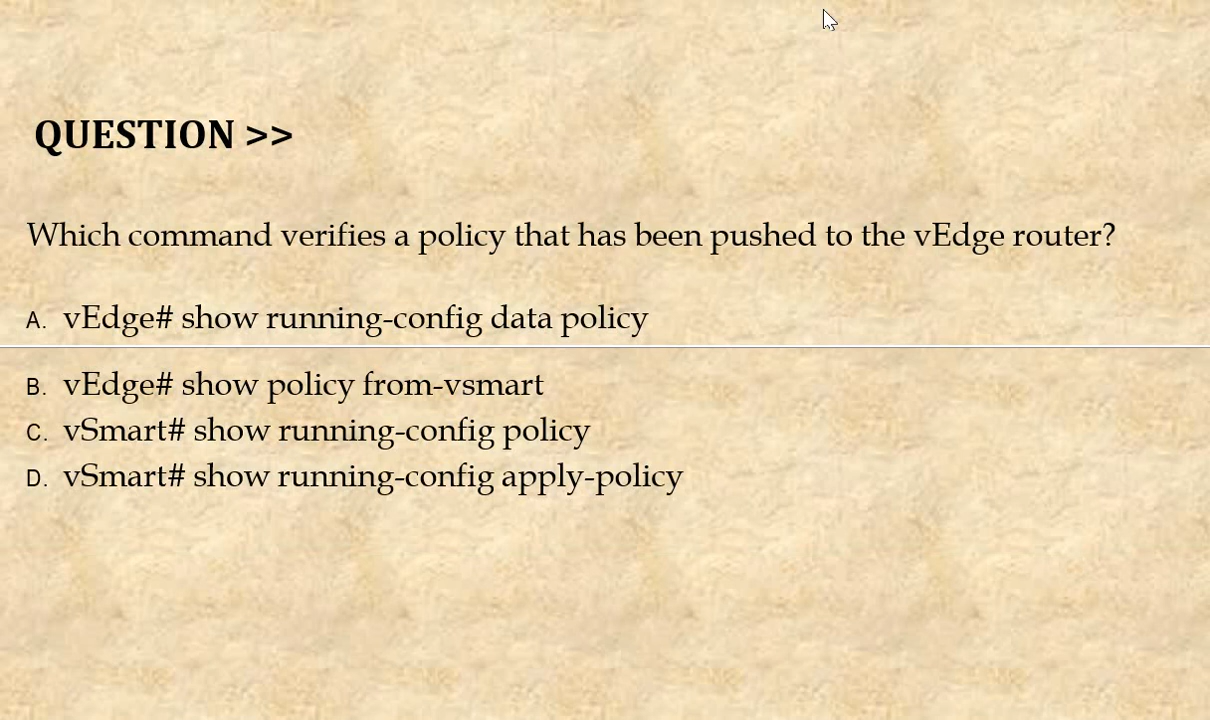 QUESTION >>
Which command verifies a policy that has been pushed to the vEdge router?
A. vEdge# show running-config data policy
B. vEdge# show policy from-vsmart
C. vSmart# show running-config policy
D. vSmart# show running-config apply-policy